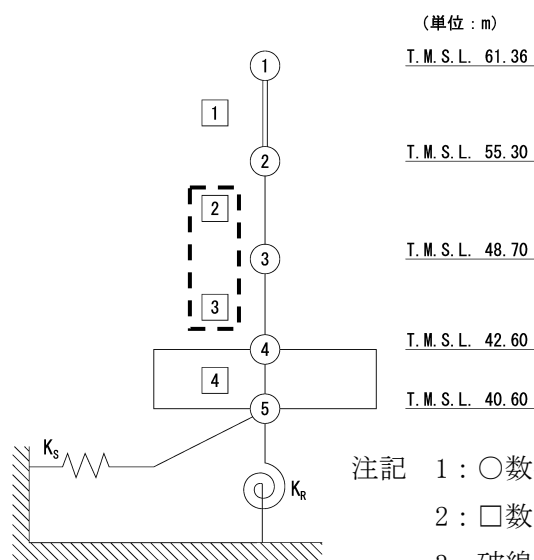 (単位:m)
① T.M.S.L. 61.36
1
② T.M.S.L. 55.30
2
③ T.M.S.L. 48.70
3
④ T.M.S.L. 42.60
4
⑤ T.M.S.L. 40.60
KS
KR
注記 1:○数
2:□数